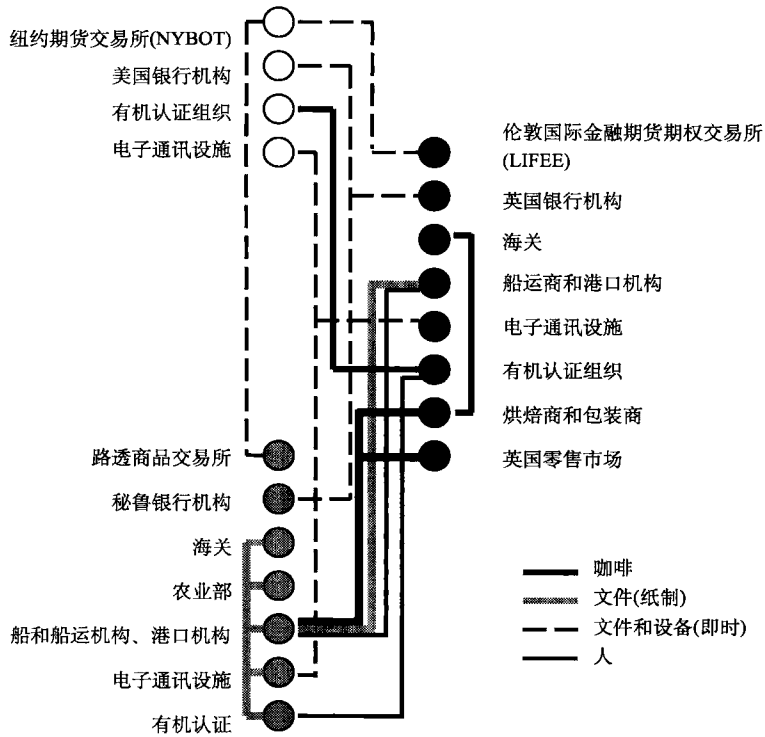 纽约期货交易所(NYBOT)
美国银行机构
有机认证组织
电子通讯设施
伦敦国际金融期货期权交易所
(LIFEE)
英国银行机构
海关
船运商和港口机构
电子通讯设施
有机认证组织
烘焙商和包装商
英国零售市场
路透商品交易所
秘鲁银行机构
海关
农业部
船和船运机构、港口机构
电子通讯设施
有机认证
咖啡
文件(纸制)
文件和设备(即时)
人